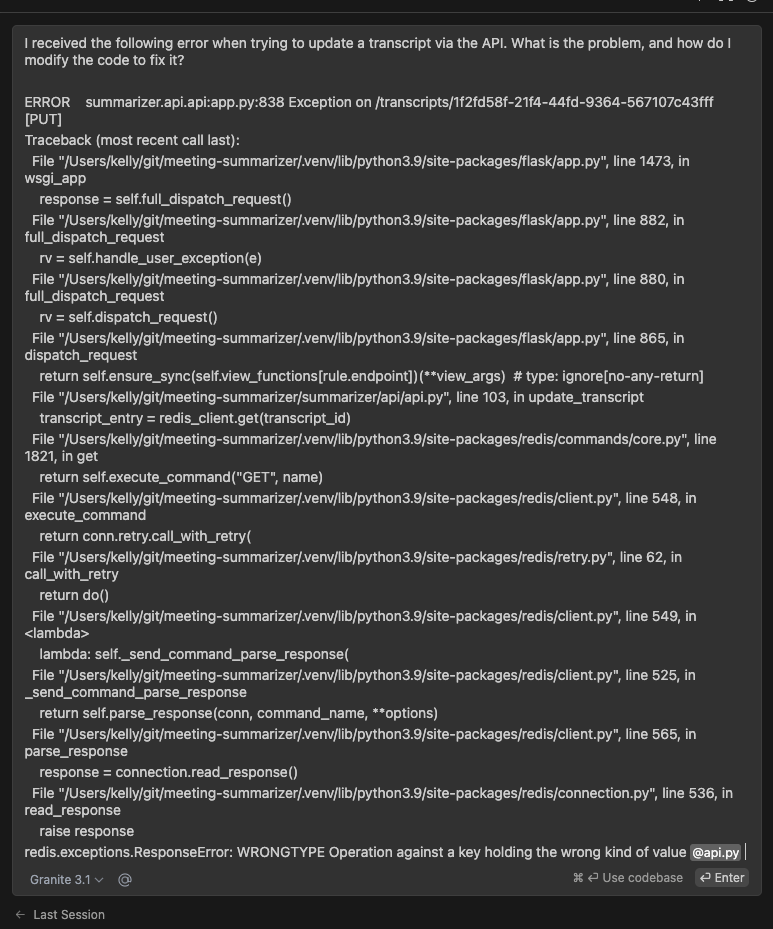 I received the following error when trying to update a transcript via the API. What is the problem, and how do I
modify the code to fix it?
ERROR    summarizer.api.api:app.py:838 Exception on /transcripts/1f2fd58f-21f4-44fd-9364-567107c43fff
[PUT]
Traceback (most recent call last):
  File "/Users/kelly/git/meeting-summarizer/.venv/lib/python3.9/site-packages/flask/app.py", line 1473, in
wsgi_app
    response = self.full_dispatch_request()
  File "/Users/kelly/git/meeting-summarizer/.venv/lib/python3.9/site-packages/flask/app.py", line 882, in
full_dispatch_request
    rv = self.handle_user_exception(e)
  File "/Users/kelly/git/meeting-summarizer/.venv/lib/python3.9/site-packages/flask/app.py", line 880, in
full_dispatch_request
    rv = self.dispatch_request()
  File "/Users/kelly/git/meeting-summarizer/.venv/lib/python3.9/site-packages/flask/app.py", line 865, in
dispatch_request
    return self.ensure_sync(self.view_functions[rule.endpoint])(**view_args)  # type: ignore[no-any-return]
  File "/Users/kelly/git/meeting-summarizer/summarizer/api/api.py", line 103, in update_transcript
    transcript_entry = redis_client.get(transcript_id)
  File "/Users/kelly/git/meeting-summarizer/.venv/lib/python3.9/site-packages/redis/commands/core.py", line
1821, in get
    return self.execute_command("GET", name)
  File "/Users/kelly/git/meeting-summarizer/.venv/lib/python3.9/site-packages/redis/client.py", line 548, in
execute_command
    return conn.retry.call_with_retry(
  File "/Users/kelly/git/meeting-summarizer/.venv/lib/python3.9/site-packages/redis/retry.py", line 62, in
call_with_retry
    return do()
  File "/Users/kelly/git/meeting-summarizer/.venv/lib/python3.9/site-packages/redis/client.py", line 549, in
<lambda>
    lambda: self._send_command_parse_response(
  File "/Users/kelly/git/meeting-summarizer/.venv/lib/python3.9/site-packages/redis/client.py", line 525, in
_send_command_parse_response
    return self.parse_response(conn, command_name, **options)
  File "/Users/kelly/git/meeting-summarizer/.venv/lib/python3.9/site-packages/redis/client.py", line 565, in
parse_response
    response = connection.read_response()
  File "/Users/kelly/git/meeting-summarizer/.venv/lib/python3.9/site-packages/redis/connection.py", line 536, in
read_response
    raise response
redis.exceptions.ResponseError: WRONGTYPE Operation against a key holding the wrong kind of value @api.py
Granite 3.1 @ ⌘ ⏎ Use codebase ⏎ Enter
← Last Session